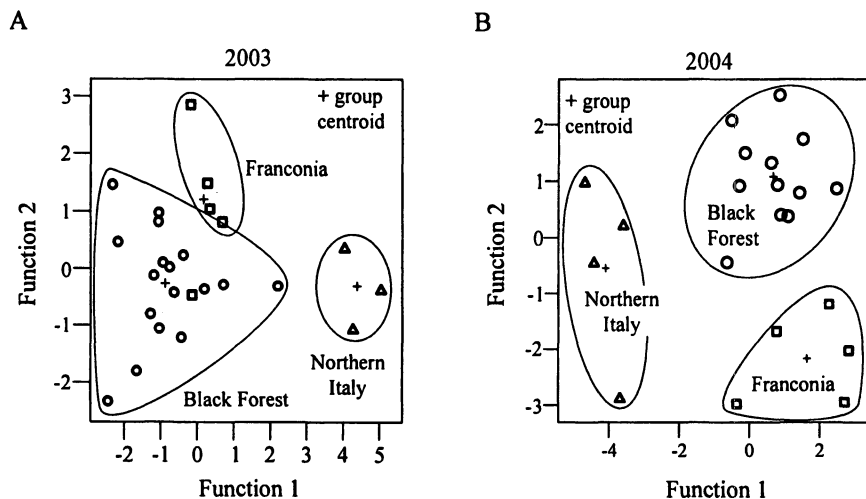 A
2003
+ group
centroid
Franconia
Northern
Italy
Black Forest
3
2
1
0
-1
-2
Function 2
-2 -1 0 1 2 3 4 5
Function 1
B
2004
+ group
centroid
Black
Forest
Northern
Italy
Franconia
2
1
0
-1
-2
-3
Function 2
-4 -2 0 2
Function 1